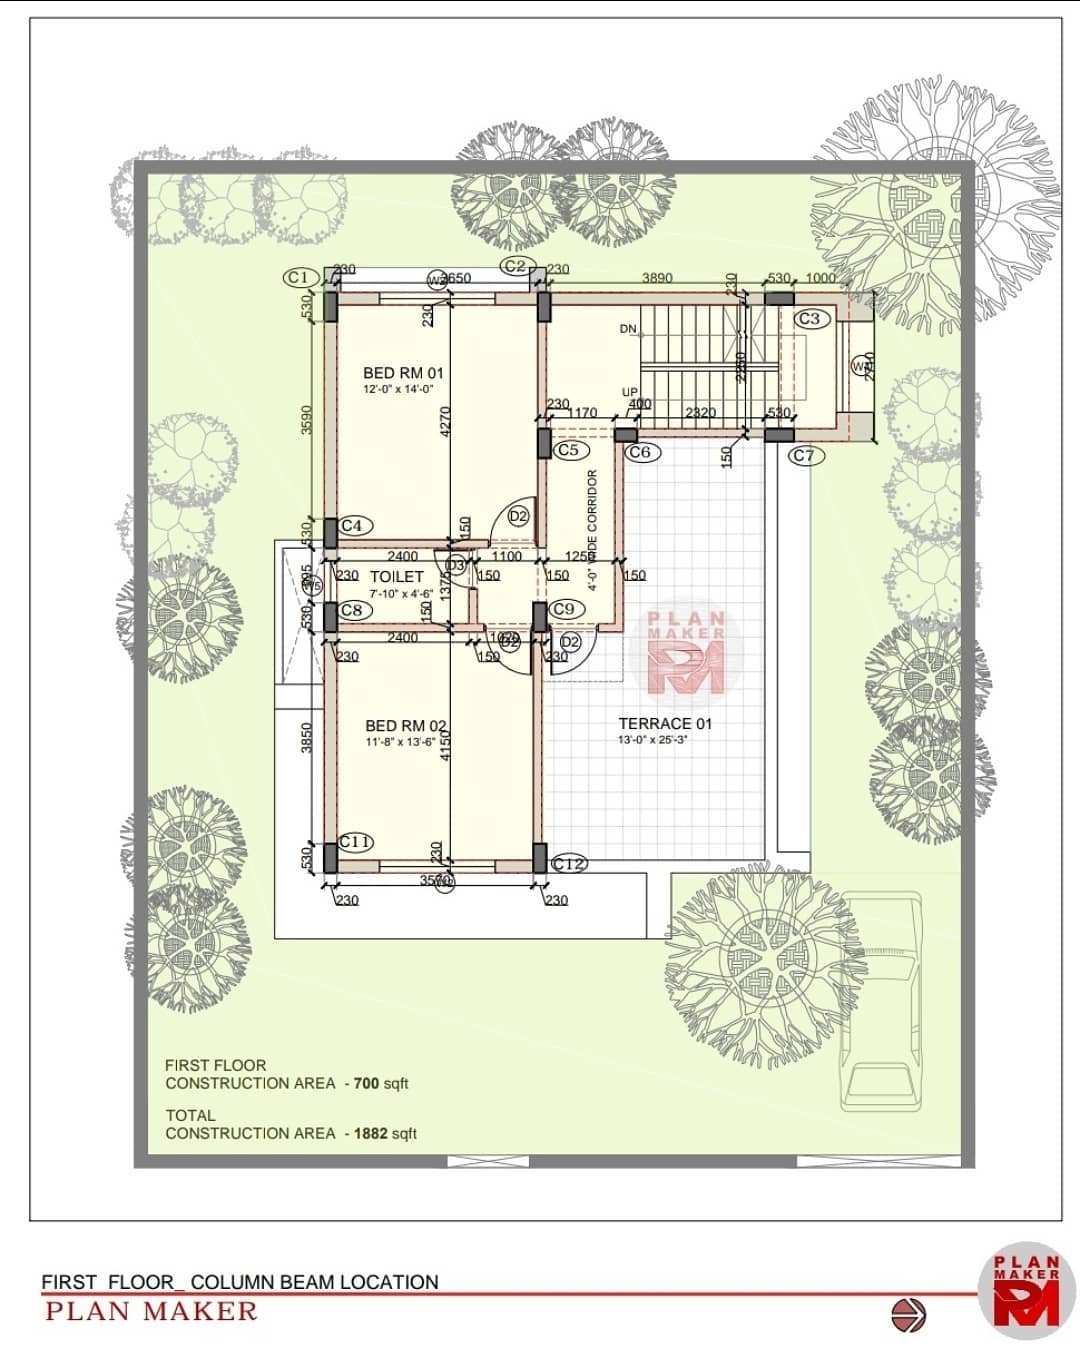 C1
230
3650
C2
230
3890
230
530
1000
530
230
C3
DN
BED RM 01
12'-0" x 14'-0"
2250
2710
UP
230
1170
400
2320
530
3590
4270
C5
C6
150
C7
4'-0" WIDE CORRIDOR
530
C4
150
D2
2400
D3
1100
1250
230
TOILET
7'-10" x 4'-6"
1375
150
150
150
530
C8
150
C9
2400
D2
D2
230
150
230
PLAN
MAKER
PM
BED RM 02
11'-8" x 13'-6"
4150
3850
TERRACE 01
13'-0" x 25'-3"
C11
530
230
C12
230
230
FIRST FLOOR
CONSTRUCTION AREA - 700 sqft
TOTAL
CONSTRUCTION AREA - 1882 sqft
FIRST FLOOR_ COLUMN BEAM LOCATION
PLAN MAKER
PLAN
MAKER
PM